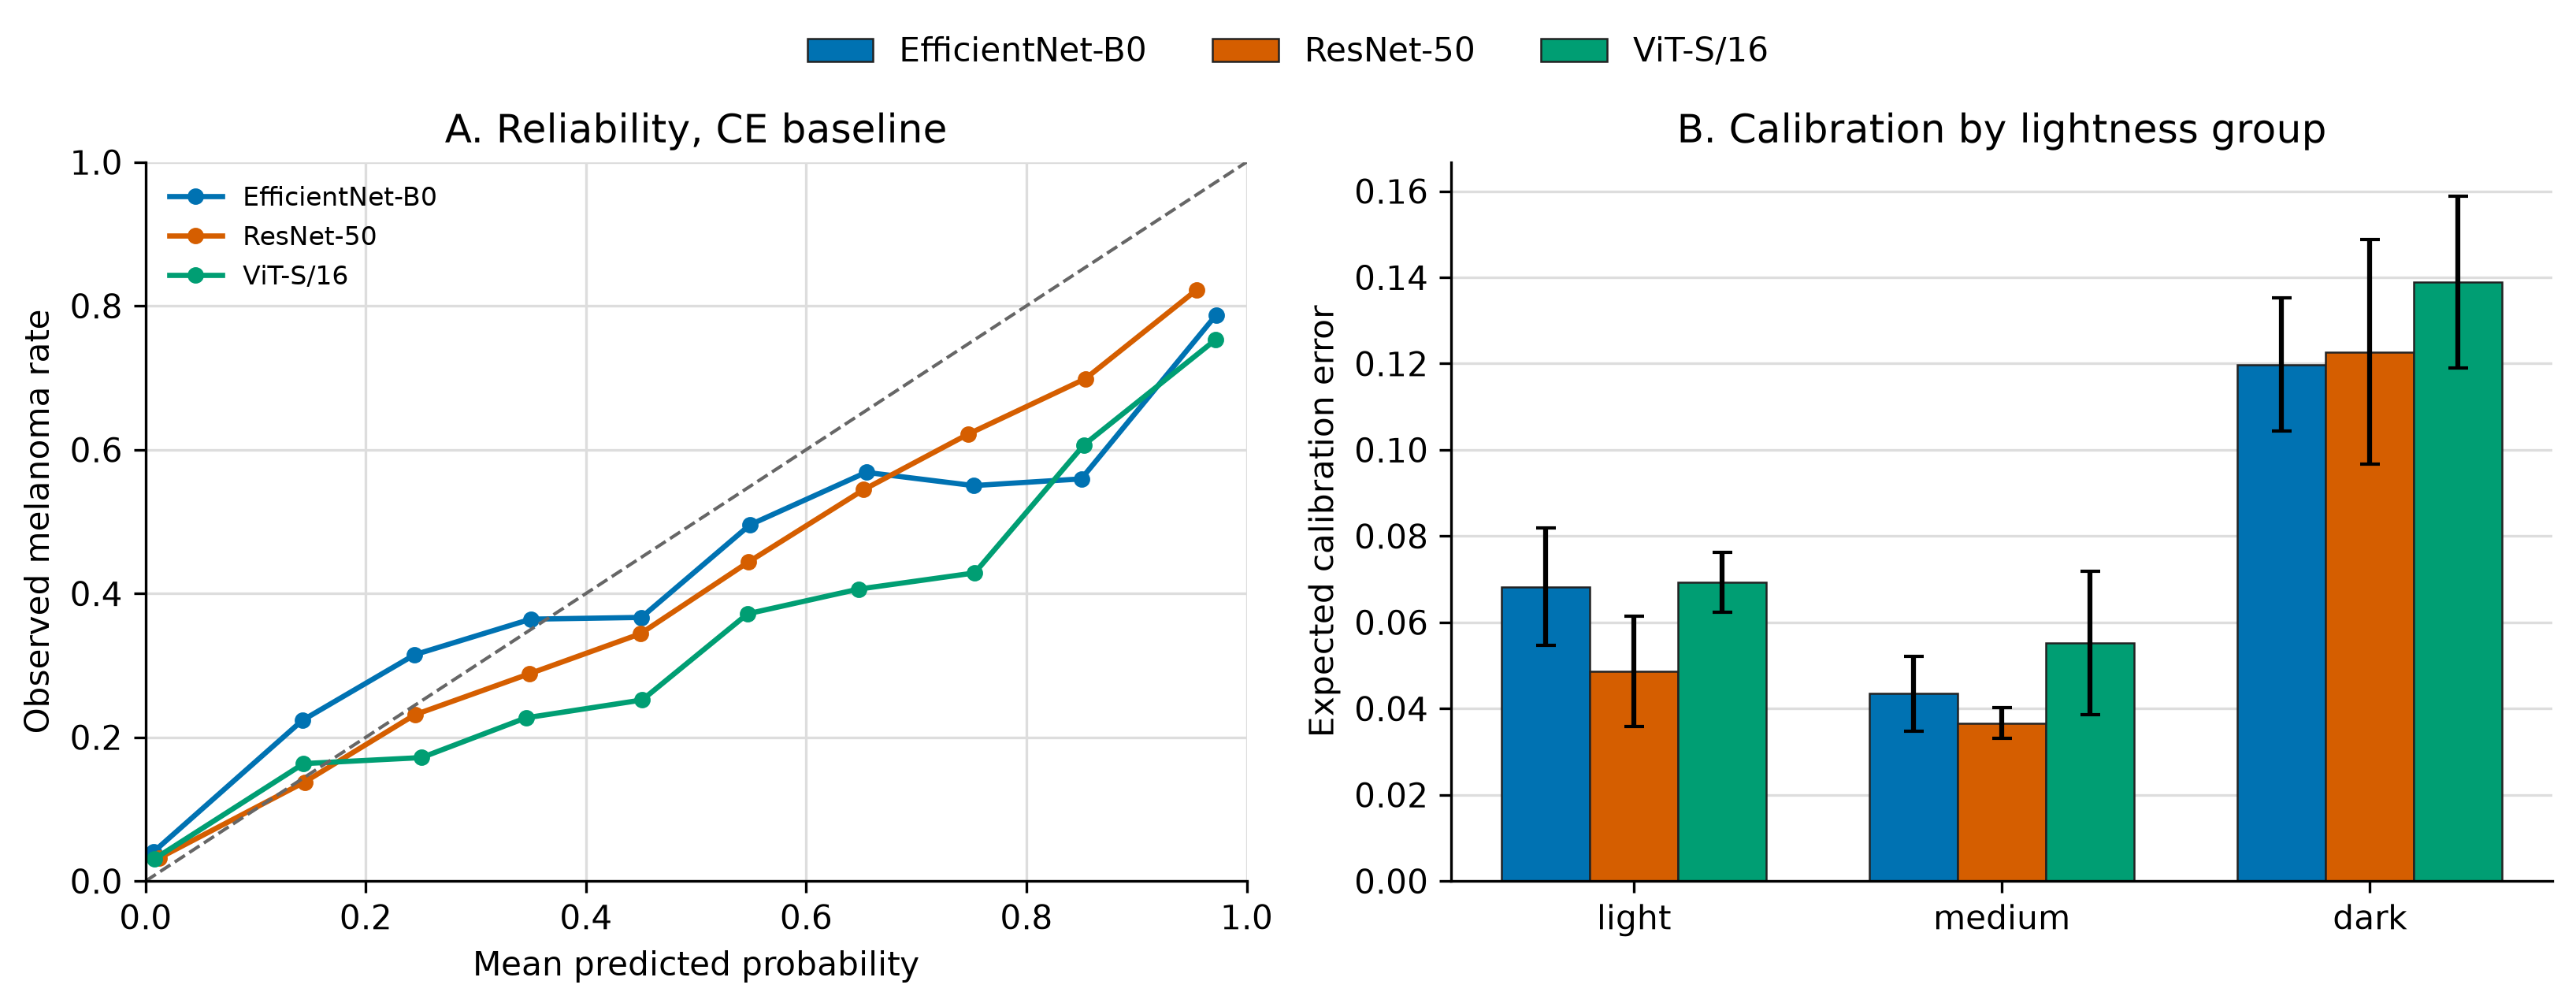 EfficientNet-B0 ResNet-50 ViT-S/16
A. Reliability, CE baseline
1.0
0.8
0.6
0.4
0.2
0.0
Observed melanoma rate
EfficientNet-B0
ResNet-50
ViT-S/16
0.0 0.2 0.4 0.6 0.8 1.0
Mean predicted probability
B. Calibration by lightness group
0.16
0.14
0.12
0.10
0.08
0.06
0.04
0.02
0.00
Expected calibration error
light medium dark